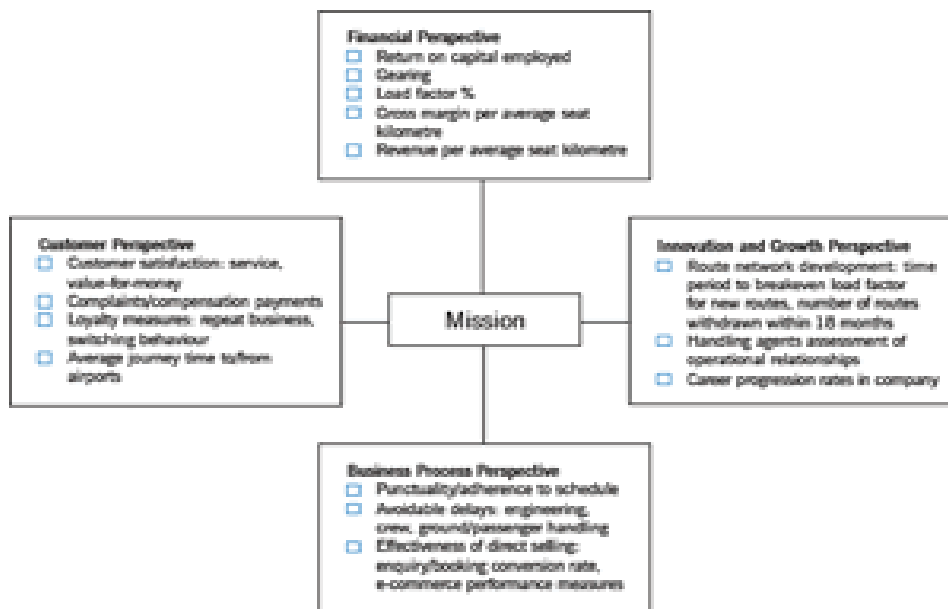 Financial Perspective
Return on capital employed
Gearing
Load factor %
Gross margin per average seat
kilometre
Revenue per average seat kilometre
Customer Perspective
Customer satisfaction: service,
value-for-money
Complaints/compensation payments
Loyalty measures: repeat business,
switching behaviour
Average journey time to/from
airports
Mission
Innovation and Growth Perspective
Route network development: time
period to breakeven load factor
for new routes, number of routes
withdrawn within 18 months
Handling agents assessment of
operational relationships
Career progression rates in company
Business Process Perspective
Punctuality/adherence to schedule
Avoidable delays: engineering,
crew, ground/passenger handling
Effectiveness of direct selling:
enquiry/booking conversion rate,
e-commerce performance measures